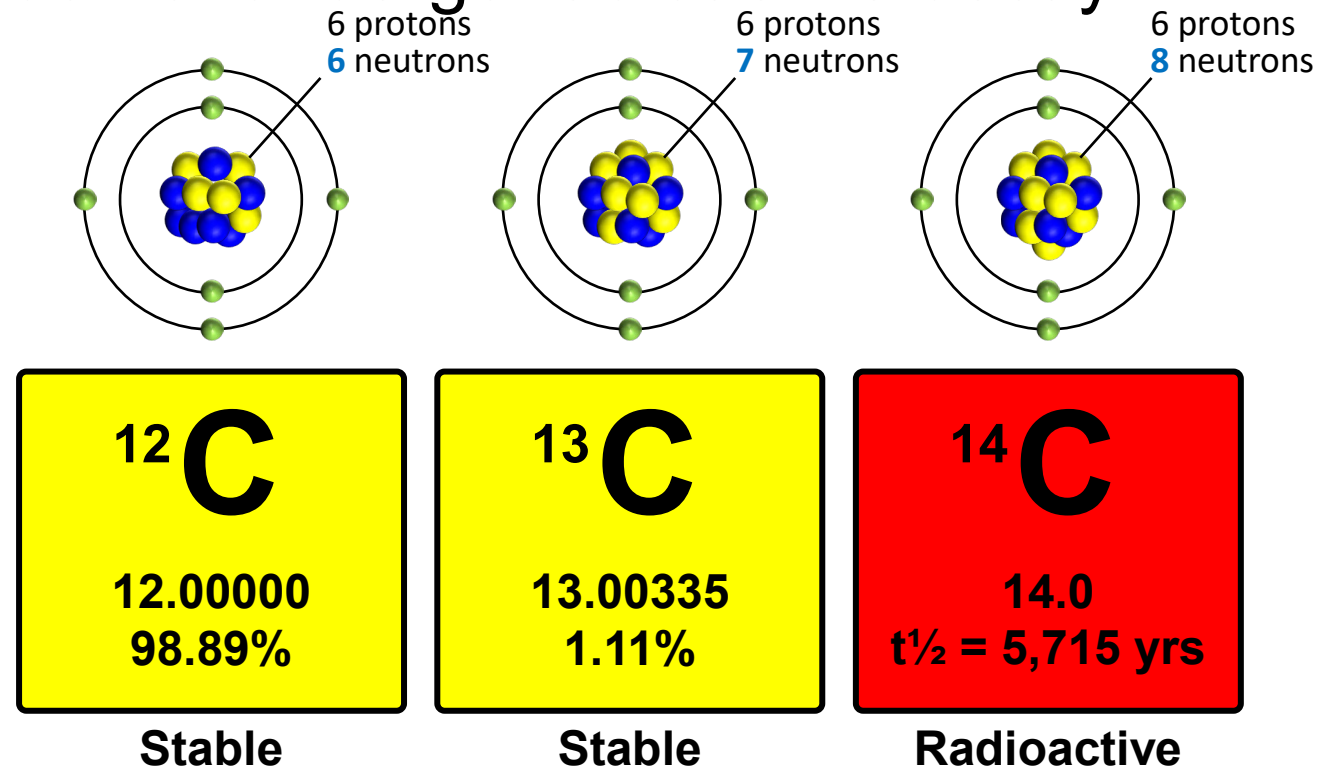 6 protons
6 neutrons
6 protons
7 neutrons
6 protons
8 neutrons
12C
12.00000
98.89%
Stable
13C
13.00335
1.11%
Stable
14C
14.0
t½ = 5,715 yrs
Radioactive